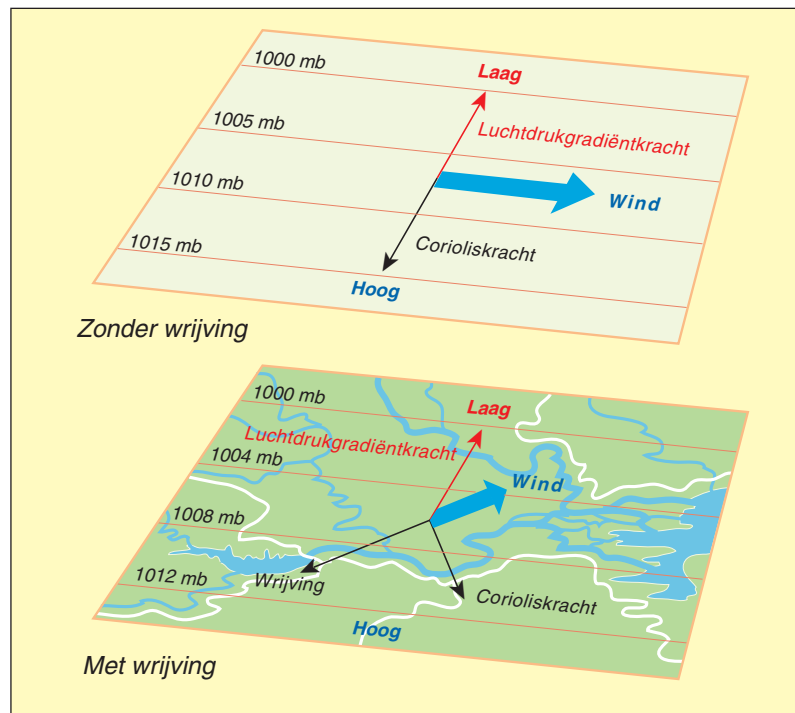 1000 mb
Laag
1005 mb
Luchtdrukgradiëntkracht
1010 mb
Wind
Corioliskracht
1015 mb
Hoog
Zonder wrijving
1000 mb
Laag
Luchtdrukgradiëntkracht
1004 mb
Wind
1008 mb
Wrijving
1012 mb
Corioliskracht
Hoog
Met wrijving